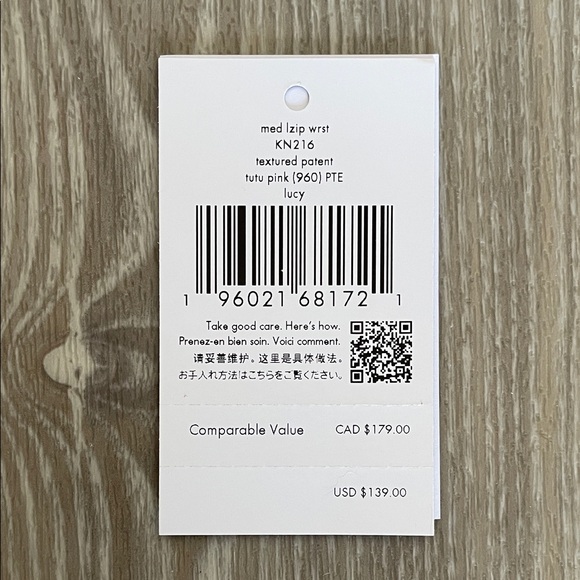 med lzip wrst
KN216
textured patent
tutu pink (960) PTE
lucy
1 96021 68172 1
Take good care. Here's how.
Prenez-en bien soin. Voici comment.
请妥善维护。这里是具体做法。
お手入れ方法はこちらをご覧ください。
Comparable Value CAD $179.00
USD $139.00